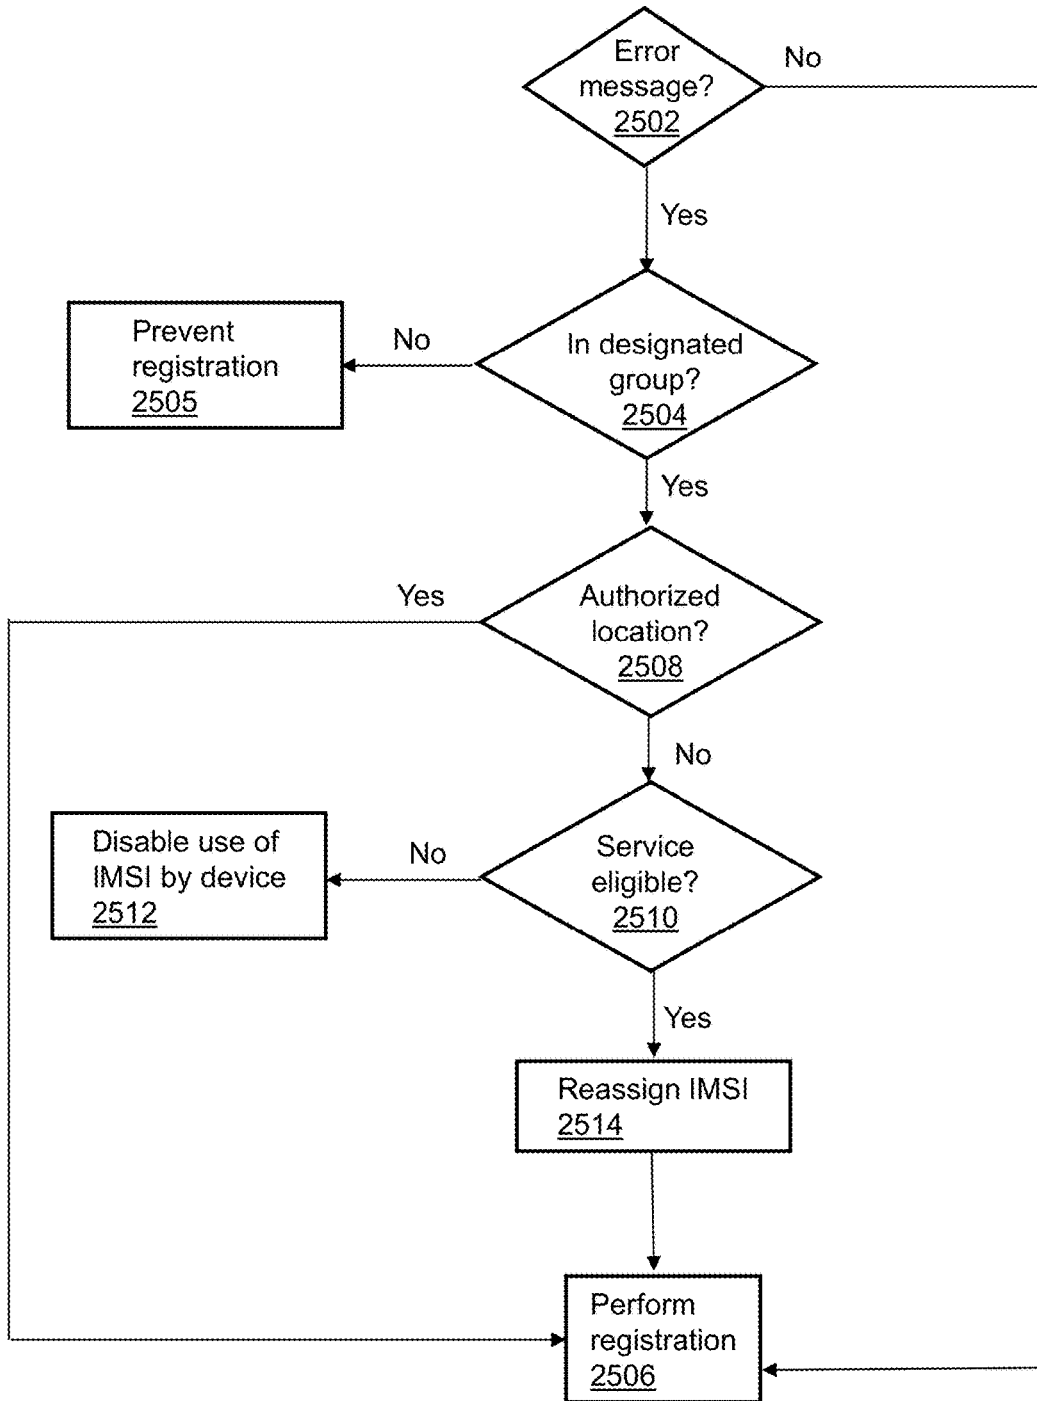 Error
message?
2502
No
Yes
Prevent
registration
2505
No
In designated
group?
2504
Yes
Yes
Authorized
location?
2508
No
Disable use of
IMSI by device
2512
No
Service
eligible?
2510
Yes
Reassign IMSI
2514
Perform
registration
2506